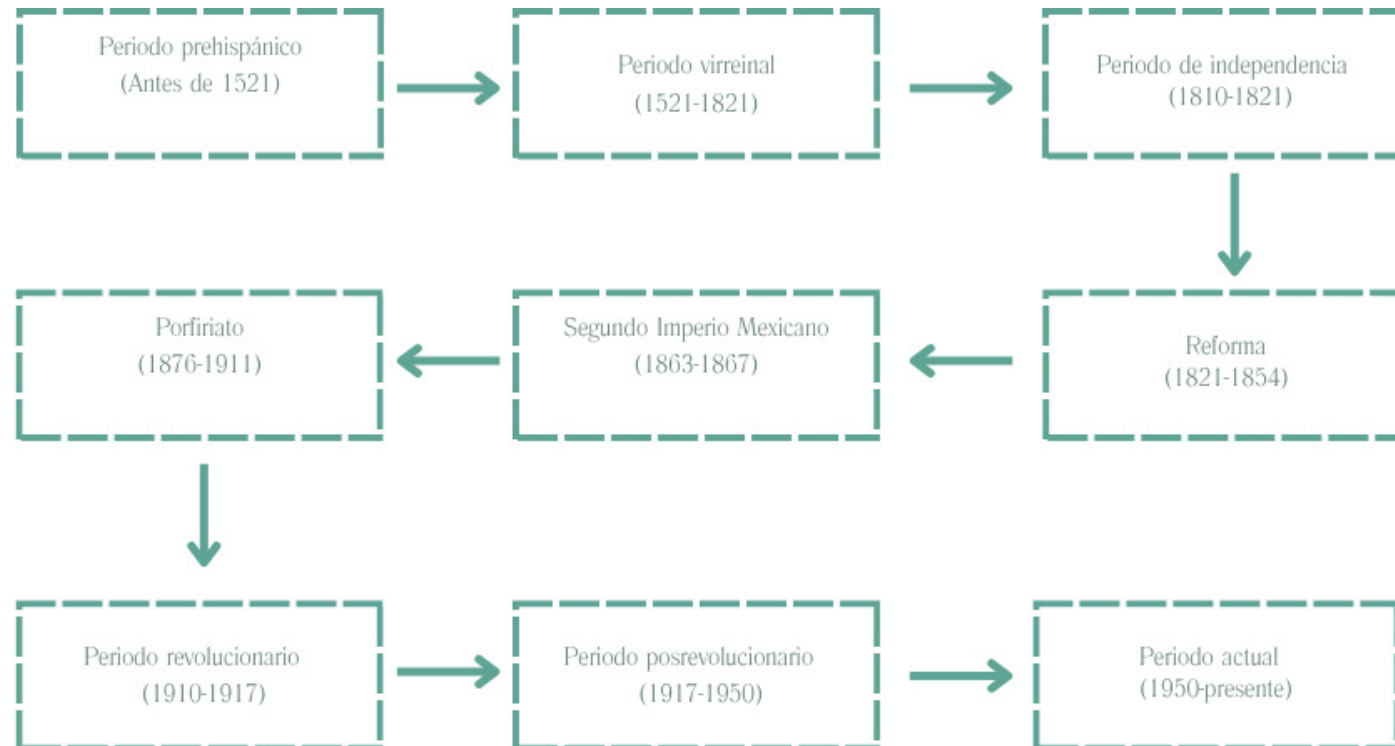 Periodo prehispánico
(Antes de 1521)
Periodo virreinal
(1521-1821)
Periodo de independencia
(1810-1821)
Reforma
(1821-1854)
Segundo Imperio Mexicano
(1863-1867)
Porfiriato
(1876-1911)
Periodo revolucionario
(1910-1917)
Periodo posrevolucionario
(1917-1950)
Periodo actual
(1950-presente)